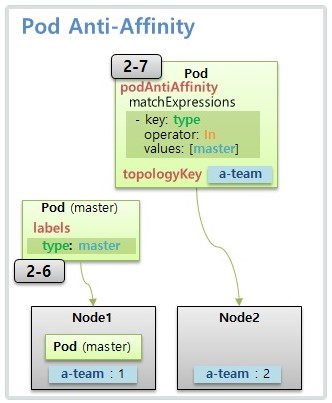 Pod Anti-Affinity
2-7
Pod
podAntiAffinity
matchExpressions
- key: type
operator: In
values: [master]
topologyKey a-team
Pod (master)
labels
type: master
2-6
Node1
Pod (master)
a-team : 1
Node2
a-team : 2